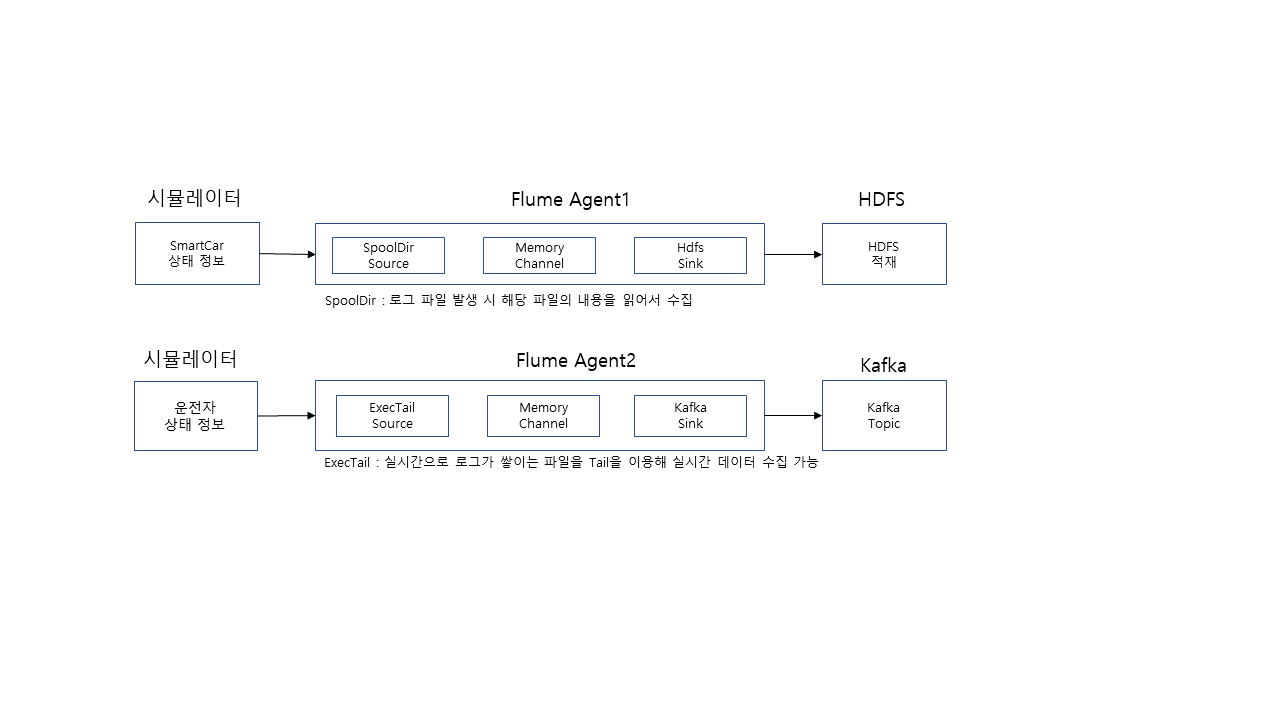 시뮬레이터
Flume Agent1
HDFS
SmartCar
상태 정보
SpoolDir
Source
Memory
Channel
Hdfs
Sink
HDFS
적재
SpoolDir : 로그 파일 발생 시 해당 파일의 내용을 읽어서 수집
시뮬레이터
Flume Agent2
Kafka
운전자
상태 정보
ExecTail
Source
Memory
Channel
Kafka
Sink
Kafka
Topic
ExecTail : 실시간으로 로그가 쌓이는 파일을 Tail을 이용해 실시간 데이터 수집 가능